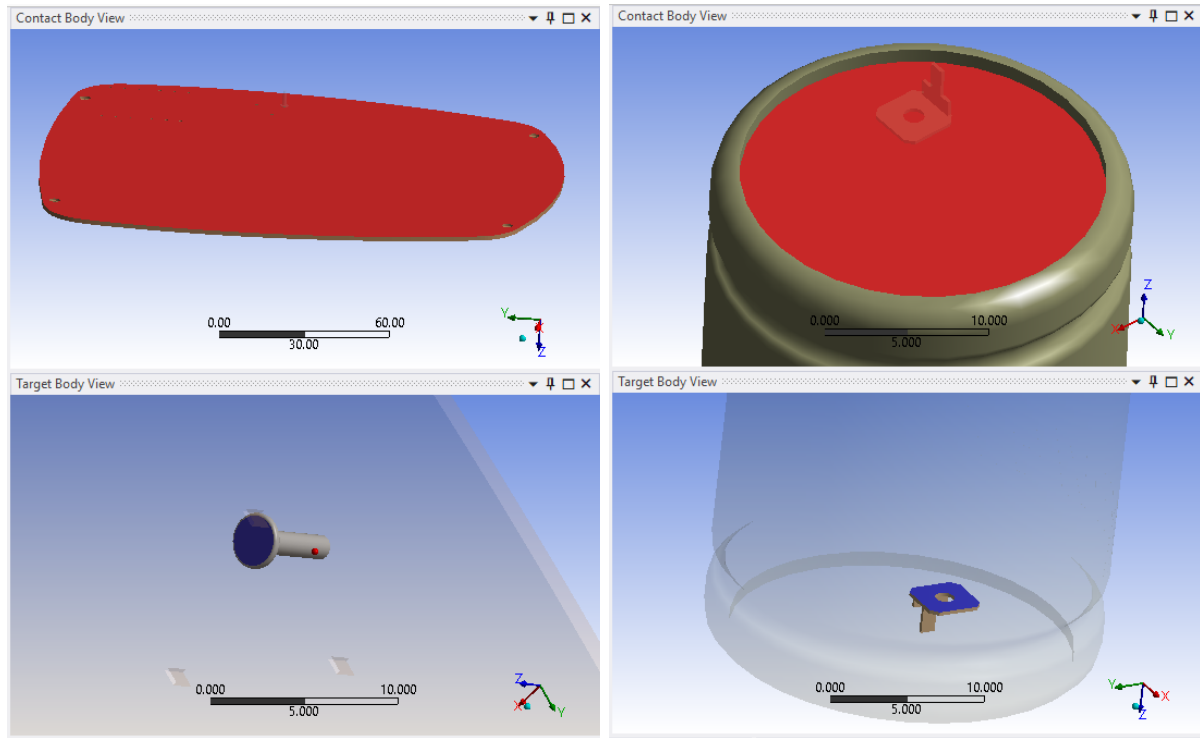 Contact Body View
0.00
60.00
30.00
Y
X
Z
Contact Body View
0.000
10.000
5.000
Z
X
Y
Target Body View
0.000
10.000
5.000
Z
X
Y
Target Body View
0.000
10.000
5.000
Y
X
Z